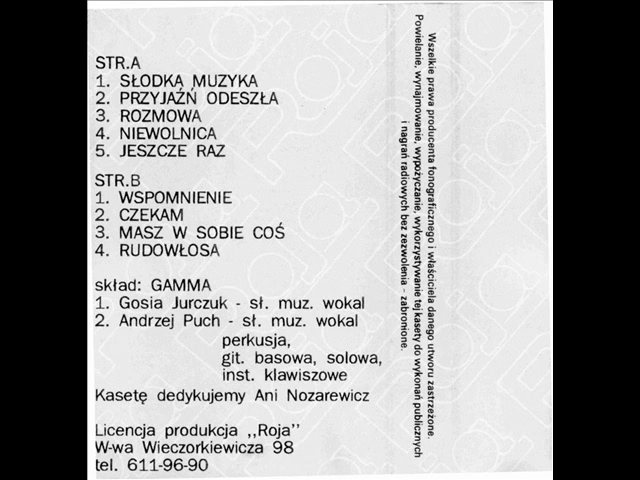 STR.A
1. SŁODKA MUZYKA
2. PRZYJAŹŃ ODESZŁA
3. ROZMOWA
4. NIEWOLNICA
5. JESZCZE RAZ
STR.B
1. WSPOMNIENIE
2. CZEKAM
3. MASZ W SOBIE COŚ
4. RUDOWŁOSA
skład: GAMMA
1. Gosia Jurczuk - sł. muz. wokal
2. Andrzej Puch - sł. muz. wokal
perkusja,
git. basowa, solowa,
inst. klawiszowe
Kasetę dedykujemy Ani Nozarewicz
Licencja produkcja ,,Roja''
W-wa Wieczorkiewicza 98
tel. 611-96-90
Wszelkie prawa producenta fonograficznego i właściciela danego utworu zastrzeżone.
Powielanie, wynajmowanie, wypożyczanie, wykorzystywanie tej kasety do wykonań publicznych
i nagrań radiowych bez zezwolenia - zabronione.